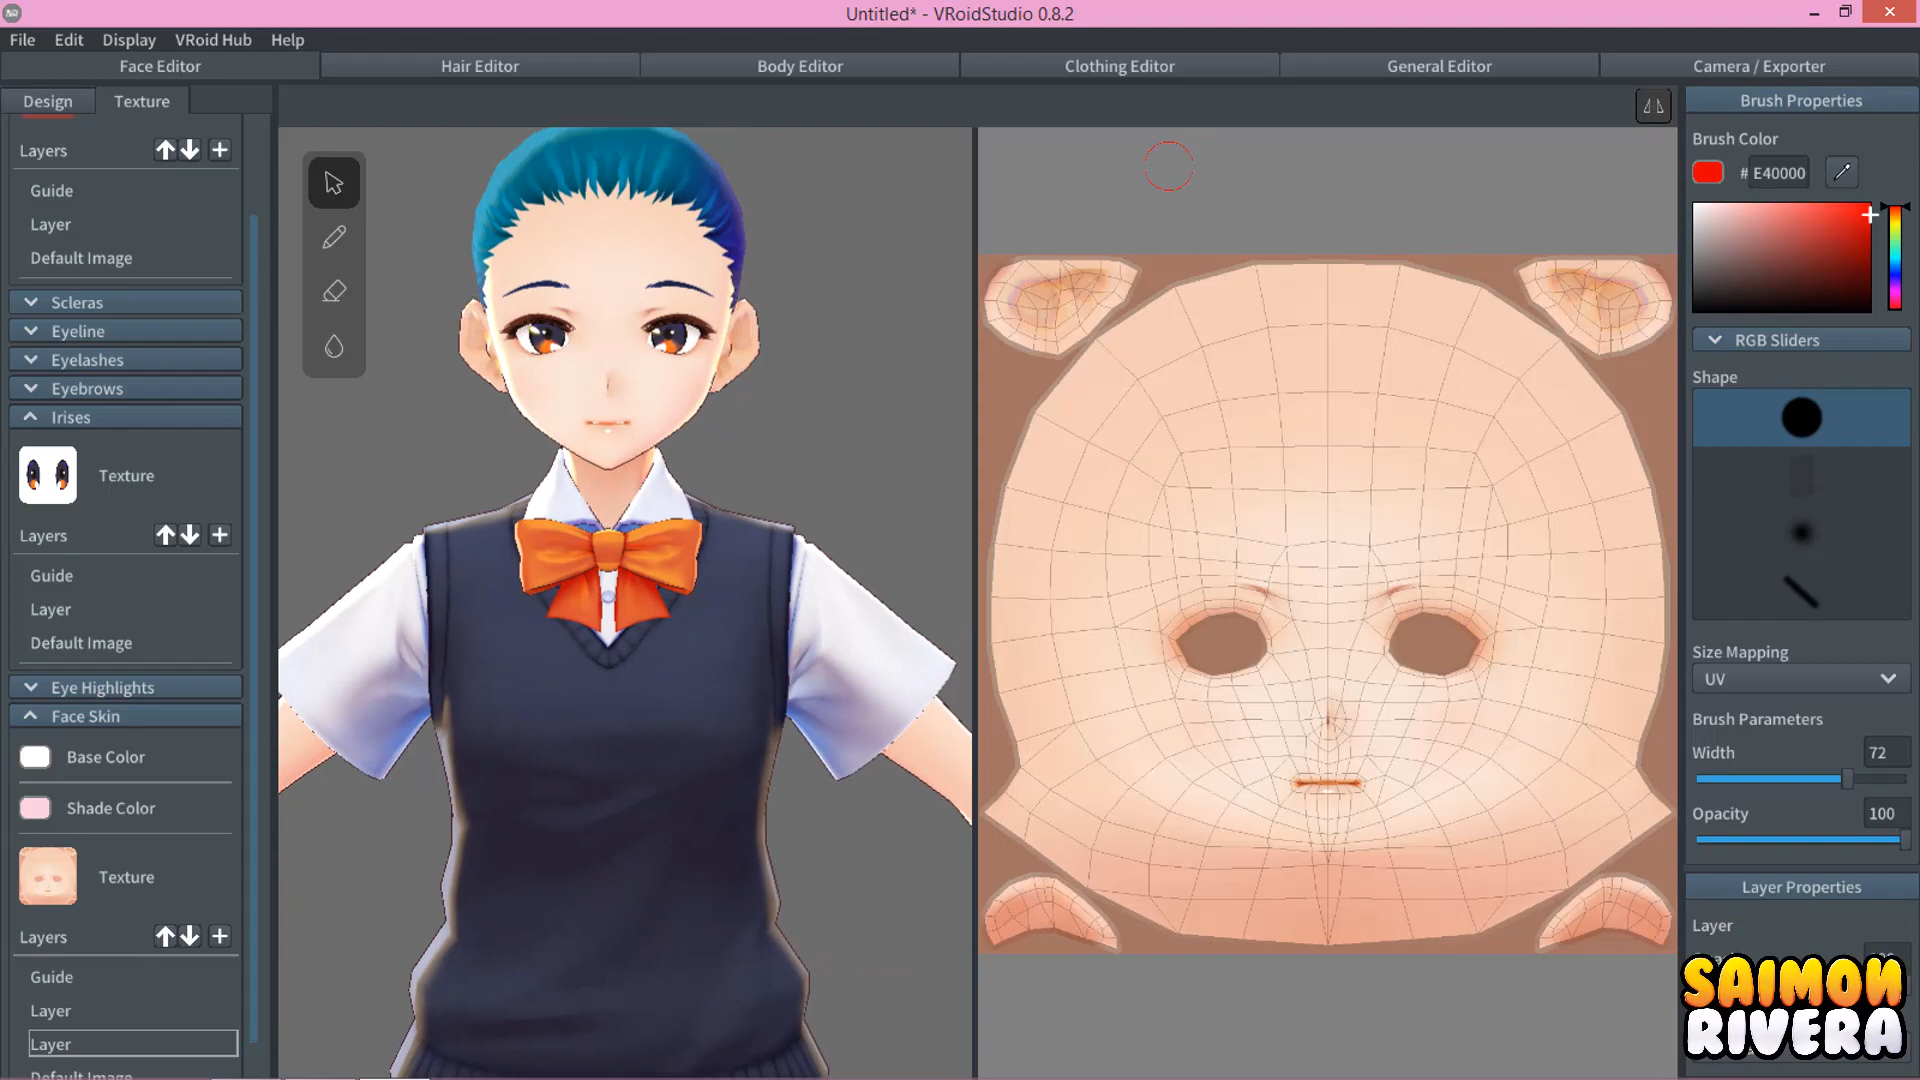 Untitled* - VRoidStudio 0.8.2
File Edit Display VRoid Hub Help
Face Editor Hair Editor Body Editor Clothing Editor General Editor Camera / Exporter
Design Texture
Layers
Guide
Layer
Default Image
Scleras
Eyeline
Eyelashes
Eyebrows
Irises
Texture
Layers
Guide
Layer
Default Image
Eye Highlights
Face Skin
Base Color
Shade Color
Texture
Layers
Guide
Layer
Layer
Default Image
Brush Properties
Brush Color
# E40000
RGB Sliders
Shape
Size Mapping
UV
Brush Parameters
Width 72
Opacity 100
Layer Properties
Layer
SAIMON
RIVERA